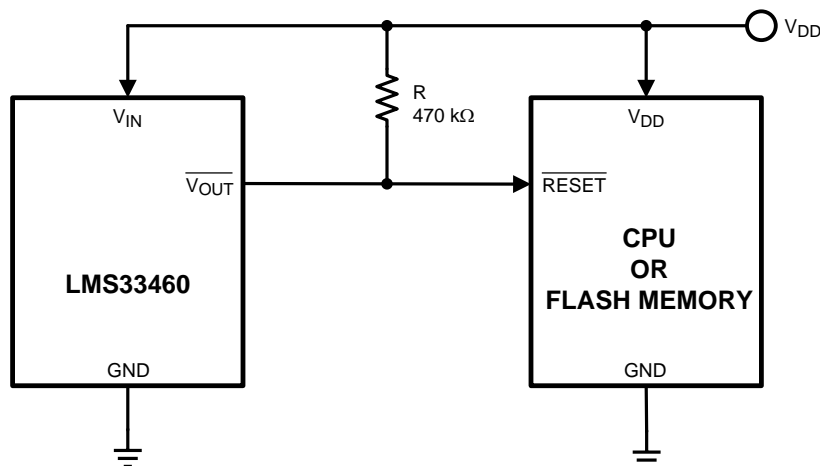 VDD
R
470 kΩ
VIN
VDD
VOUT
RESET
LMS33460
CPU
OR
FLASH MEMORY
GND
GND